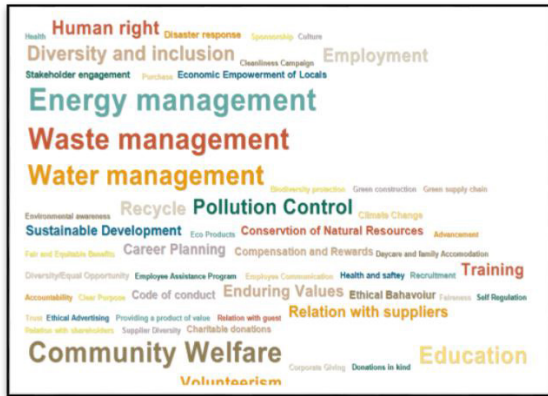 Health Human right Disaster response Sponsorship Culture
Diversity and inclusion Cleanliness Campaign Employment
Stakeholder engagement Purchase Economic Empowerment of Locals
Energy management
Waste management
Water management Biodiversity protection Green construction Green supply chain
Environmental awareness Recycle Pollution Control Climate Change
Sustainable Development Eco Products Conservtion of Natural Resources Advancement
Fair and Equitable Benefits Career Planning Compensation and Rewards Daycare and family Accomodation
Diversity/Equal Opportunity Employee Assistance Program Employee Communication Health and saftey Recruitment Training
Accountability Clear Purpose Code of conduct Enduring Values Ethical Bahavoiur Fairness Self Regulation
Trust Ethical Advertising Providing a product of value Relation with guest Relation with suppliers
Relation with shareholders Supplier Diversity Charitable donations
Community Welfare Corporate Giving Donations in kind Education
Volunteerism